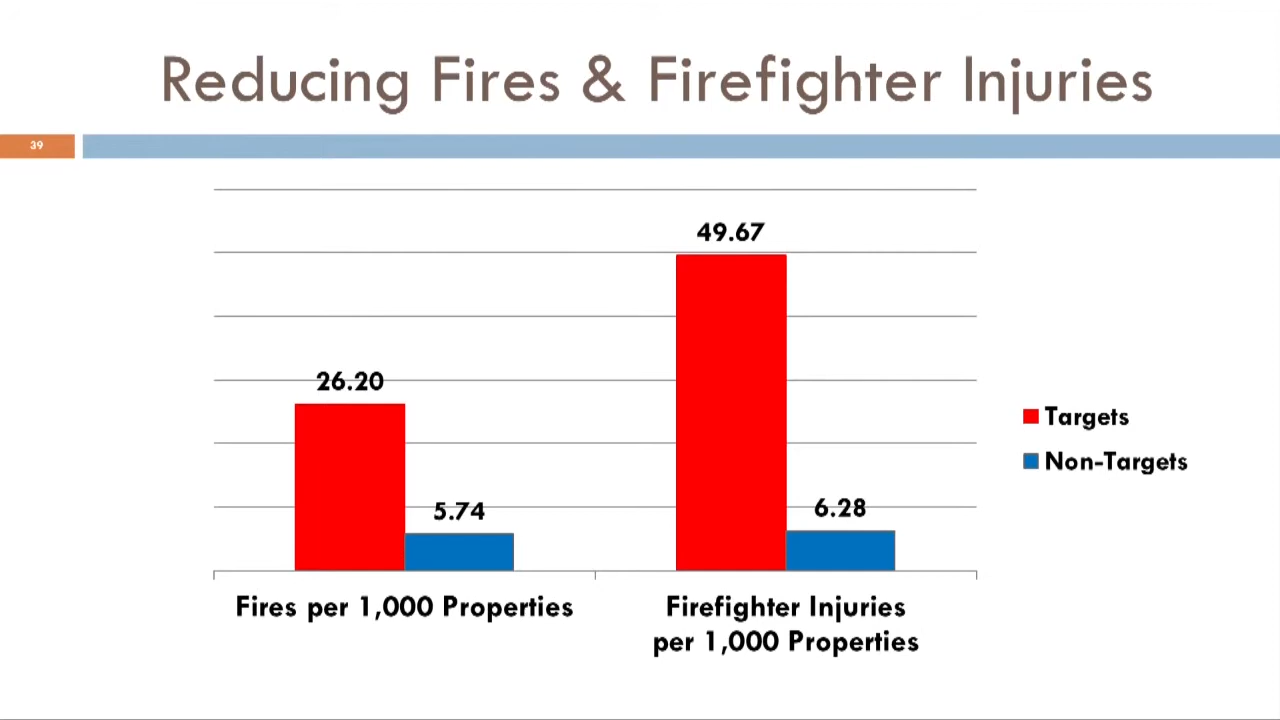 Reducing Fires & Firefighter Injuries
39
49.67
26.20
5.74
6.28
Targets
Non-Targets
Fires per 1,000 Properties
Firefighter Injuries
per 1,000 Properties